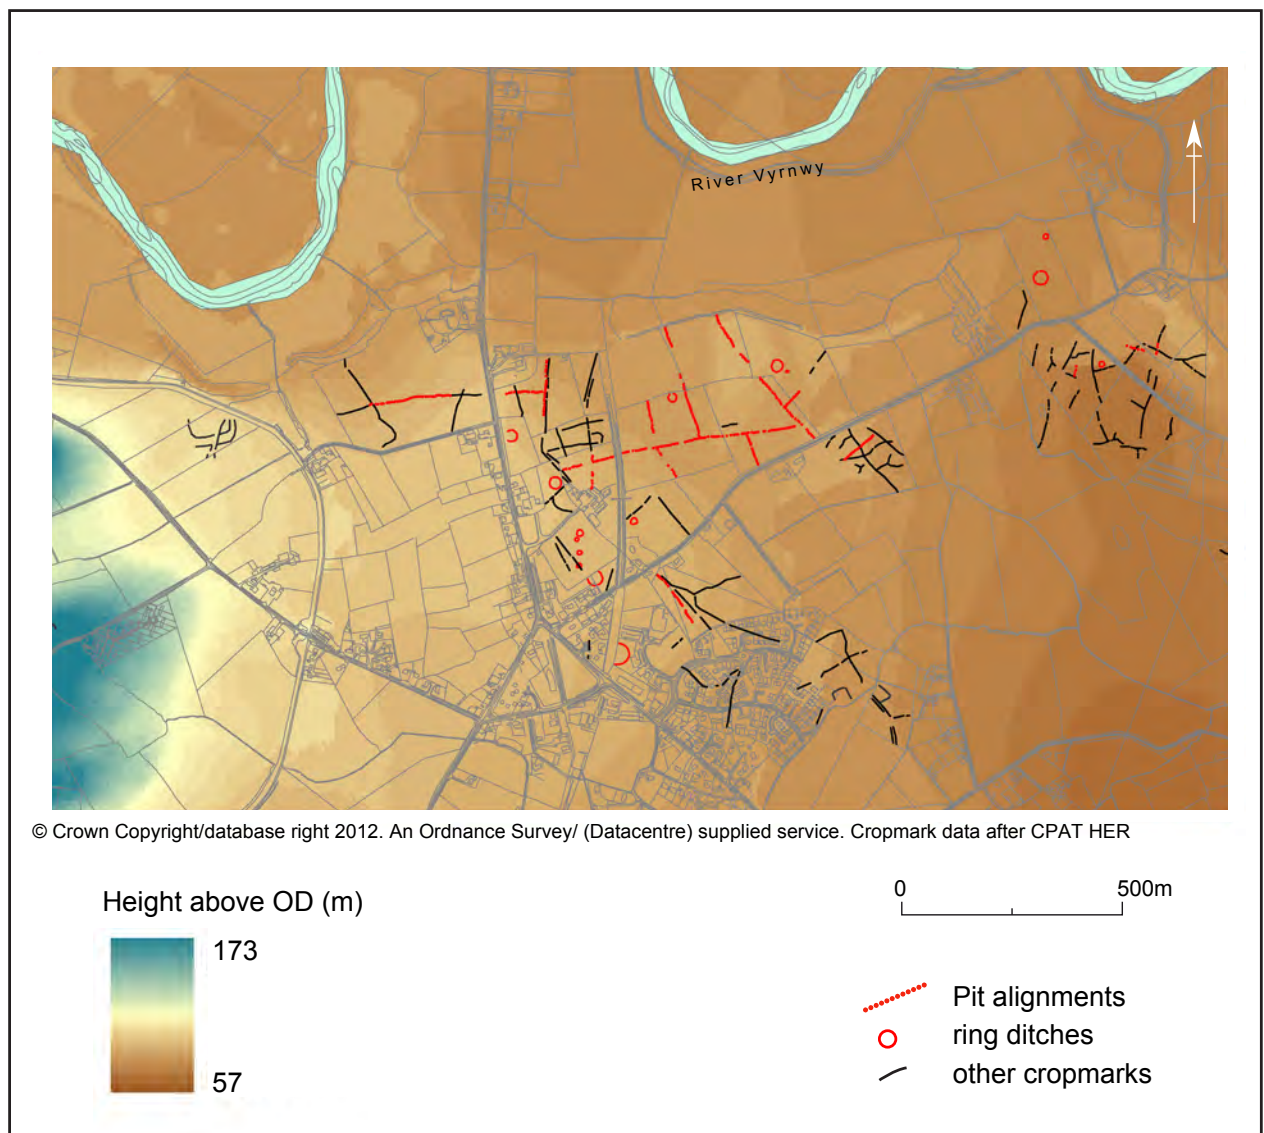 River Vyrnwy
© Crown Copyright/database right 2012. An Ordnance Survey/ (Datacentre) supplied service. Cropmark data after CPAT HER
Height above OD (m)
173
57
0 500m
Pit alignments
ring ditches
other cropmarks